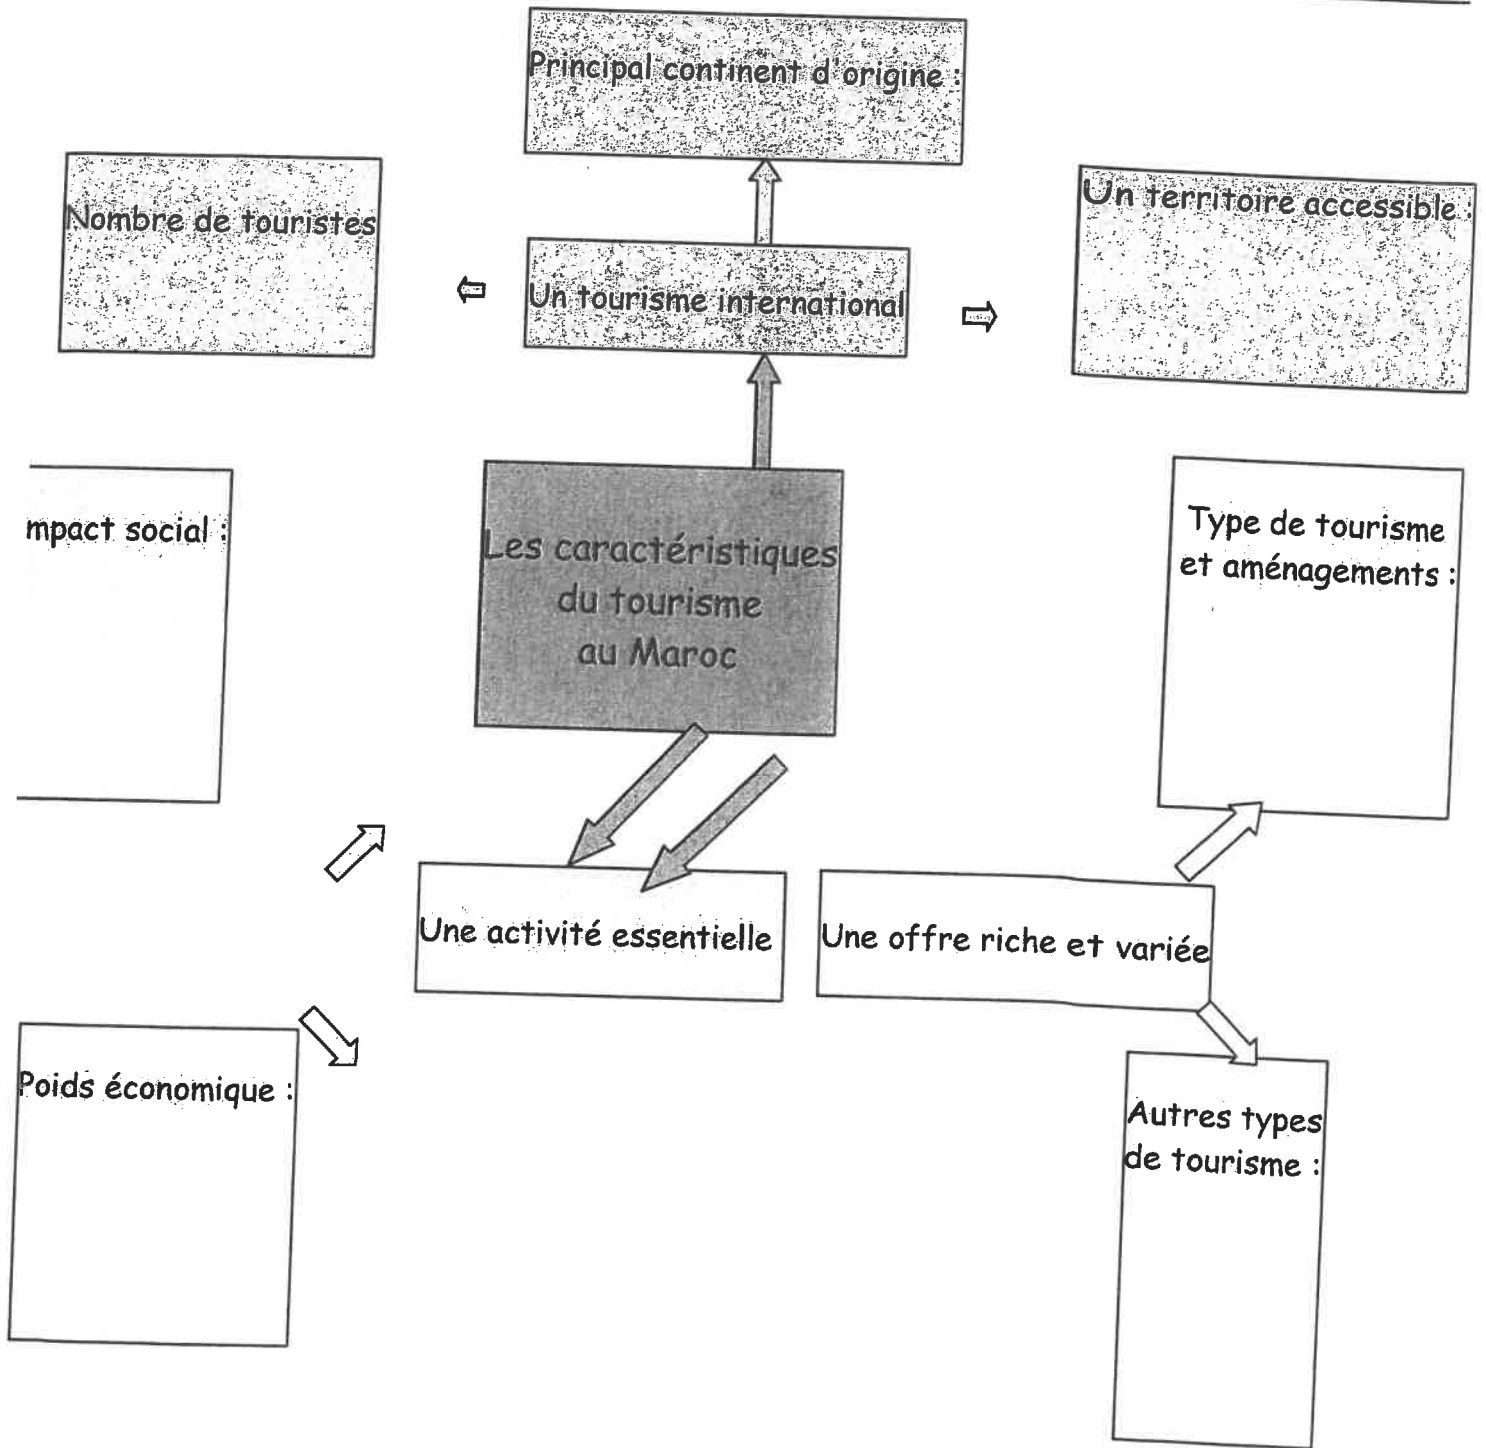 Principal continent d'origine :
Nombre de touristes
Un territoire accessible :
Un tourisme international
mpact social :
Les caractéristiques
du tourisme
au Maroc
Type de tourisme
et aménagements :
Une activité essentielle
Une offre riche et variée
Poids économique :
Autres types
de tourisme :